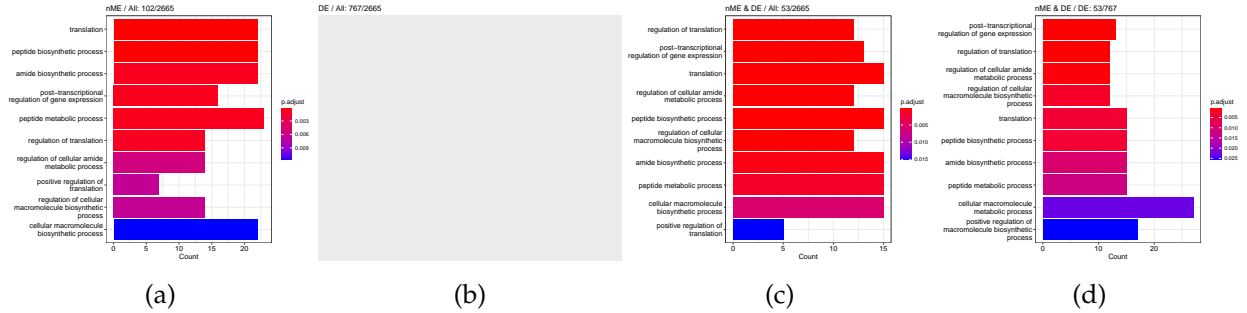 nME / All: 102/2665
translation
peptide biosynthetic process
amide biosynthetic process
post−transcriptional
regulation of gene expression
peptide metabolic process
regulation of translation
regulation of cellular amide
metabolic process
positive regulation of
translation
regulation of cellular
macromolecule biosynthetic
process
cellular macromolecule
biosynthetic process
0 5 10 15 20
Count
p.adjust
0.003
0.006
0.009
(a)
DE / All: 767/2665
(b)
nME & DE / All: 53/2665
regulation of translation
post−transcriptional
regulation of gene expression
translation
regulation of cellular amide
metabolic process
peptide biosynthetic process
regulation of cellular
macromolecule biosynthetic
process
amide biosynthetic process
peptide metabolic process
cellular macromolecule
biosynthetic process
positive regulation of
translation
0 5 10 15
Count
p.adjust
0.005
0.010
0.015
(c)
nME & DE / DE: 53/767
post−transcriptional
regulation of gene expression
regulation of translation
regulation of cellular amide
metabolic process
regulation of cellular
macromolecule biosynthetic
process
translation
peptide biosynthetic process
amide biosynthetic process
peptide metabolic process
cellular macromolecule
metabolic process
positive regulation of
macromolecule biosynthetic
process
0 10 20
Count
p.adjust
0.005
0.010
0.015
0.020
0.025
(d)